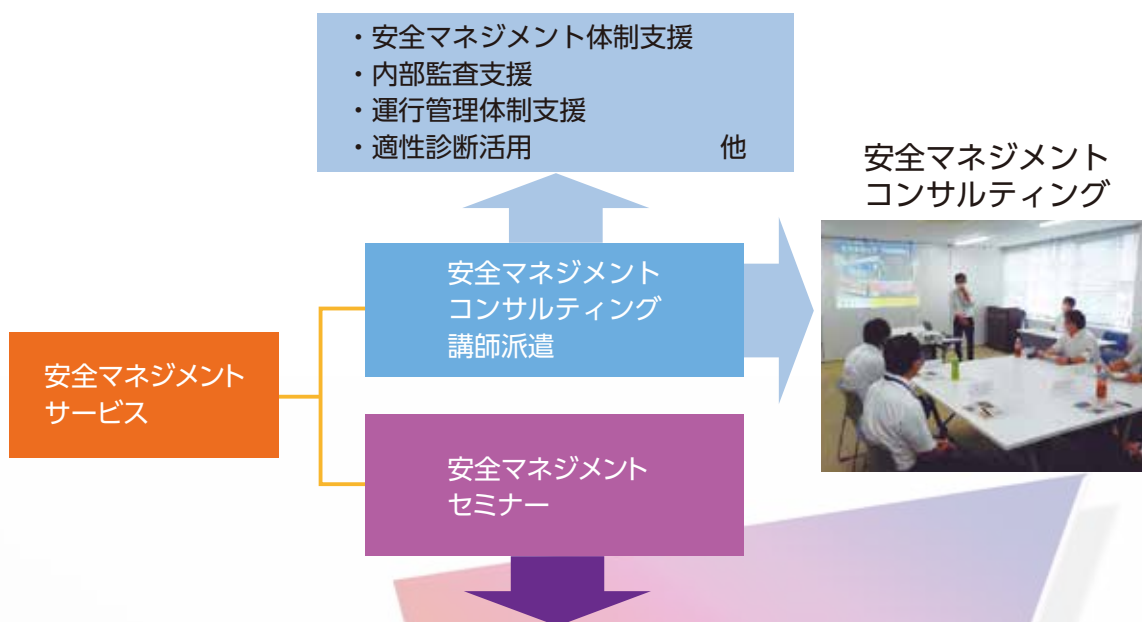 ・安全マネジメント体制支援
・内部監査支援
・運行管理体制支援
・適性診断活用 他
安全マネジメント
コンサルティング
安全マネジメント
コンサルティング
講師派遣
安全マネジメント
サービス
安全マネジメント
セミナー